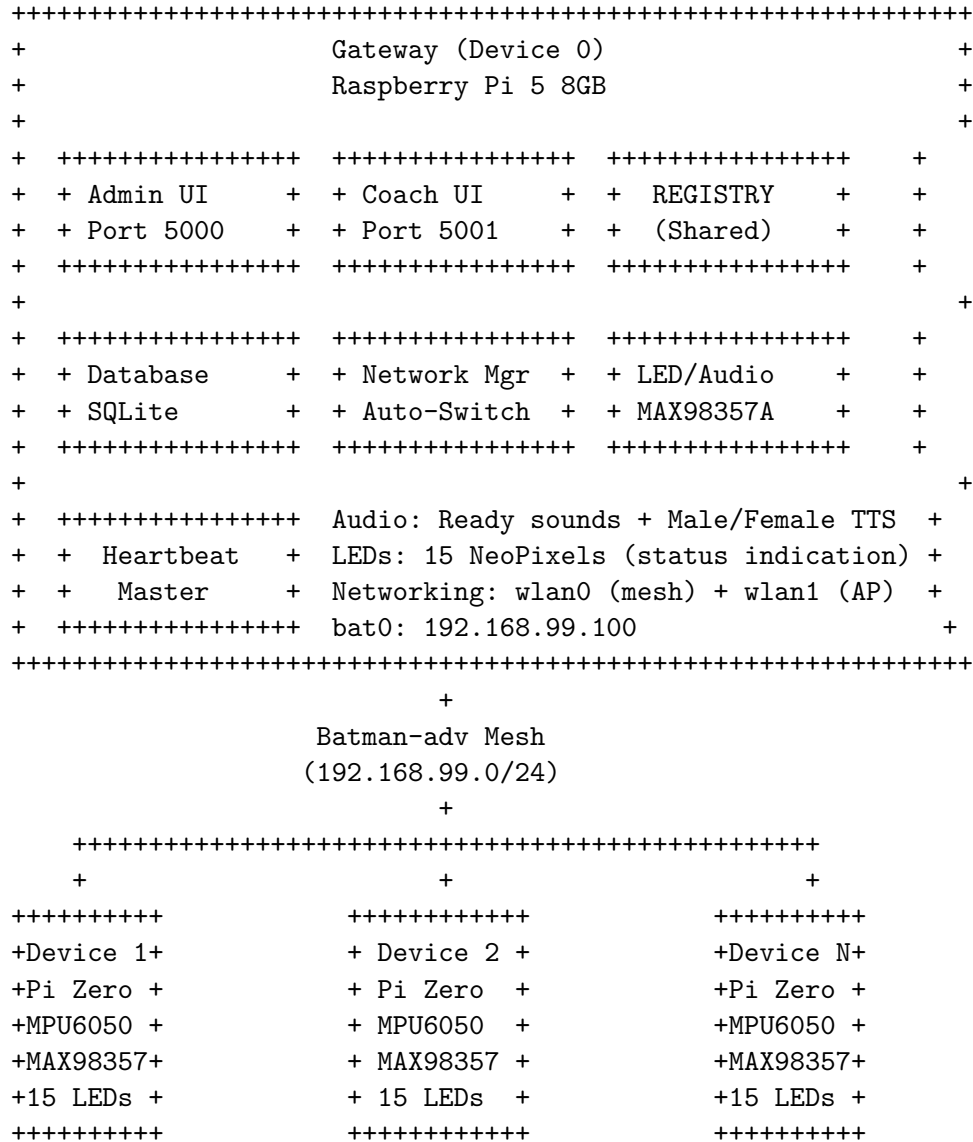 +++++++++++++++++++++++++++++++++++++++++++++++++++++++++++++++
+                    Gateway (Device 0)                       +
+                    Raspberry Pi 5 8GB                       +
+                                                             +
+  ++++++++++++++++  ++++++++++++++++  ++++++++++++++++    +
+  + Admin UI     +  + Coach UI     +  +  REGISTRY    +    +
+  + Port 5000    +  + Port 5001    +  +  (Shared)    +    +
+  ++++++++++++++++  ++++++++++++++++  ++++++++++++++++    +
+                                                             +
+  ++++++++++++++++  ++++++++++++++++  ++++++++++++++++    +
+  + Database     +  + Network Mgr  +  + LED/Audio    +    +
+  + SQLite       +  + Auto-Switch  +  + MAX98357A    +    +
+  ++++++++++++++++  ++++++++++++++++  ++++++++++++++++    +
+                                                             +
+  ++++++++++++++++  Audio: Ready sounds + Male/Female TTS  +
+  +  Heartbeat   +  LEDs: 15 NeoPixels (status indication) +
+  +   Master     +  Networking: wlan0 (mesh) + wlan1 (AP)  +
+  ++++++++++++++++  bat0: 192.168.99.100                    +
+++++++++++++++++++++++++++++++++++++++++++++++++++++++++++++++
                            +
                    Batman-adv Mesh
                   (192.168.99.0/24)
                            +
    +++++++++++++++++++++++++++++++++++++++++++++++++
    +                       +                       +
++++++++++            ++++++++++++            ++++++++++
+Device 1+            + Device 2 +            +Device N+
+Pi Zero +            + Pi Zero  +            +Pi Zero +
+MPU6050 +            + MPU6050  +            +MPU6050 +
+MAX98357+            + MAX98357 +            +MAX98357+
+15 LEDs +            + 15 LEDs  +            +15 LEDs +
++++++++++            ++++++++++++            ++++++++++